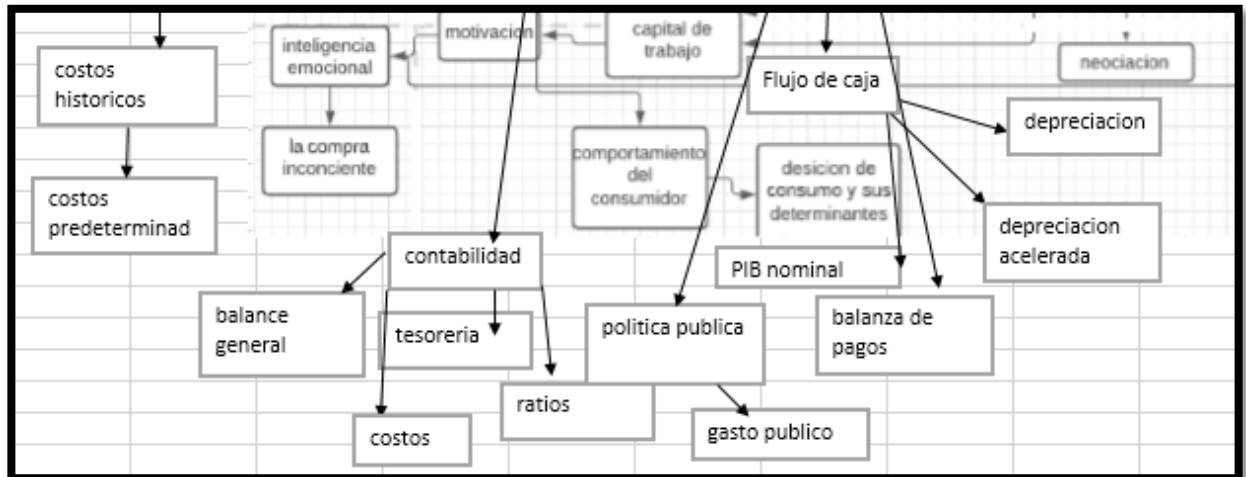 motivacion
capital de
trabajo
inteligencia
emocional
costos
historicos
Flujo de caja
neociacion
depreciacion
la compra
inconciente
comportamiento
del
consumidor
desicion de
consumo y sus
determinantes
costos
predeterminad
depreciacion
acelerada
contabilidad
PIB nominal
balance
general
tesoreria
politica publica
balanza de
pagos
ratios
costos
gasto publico